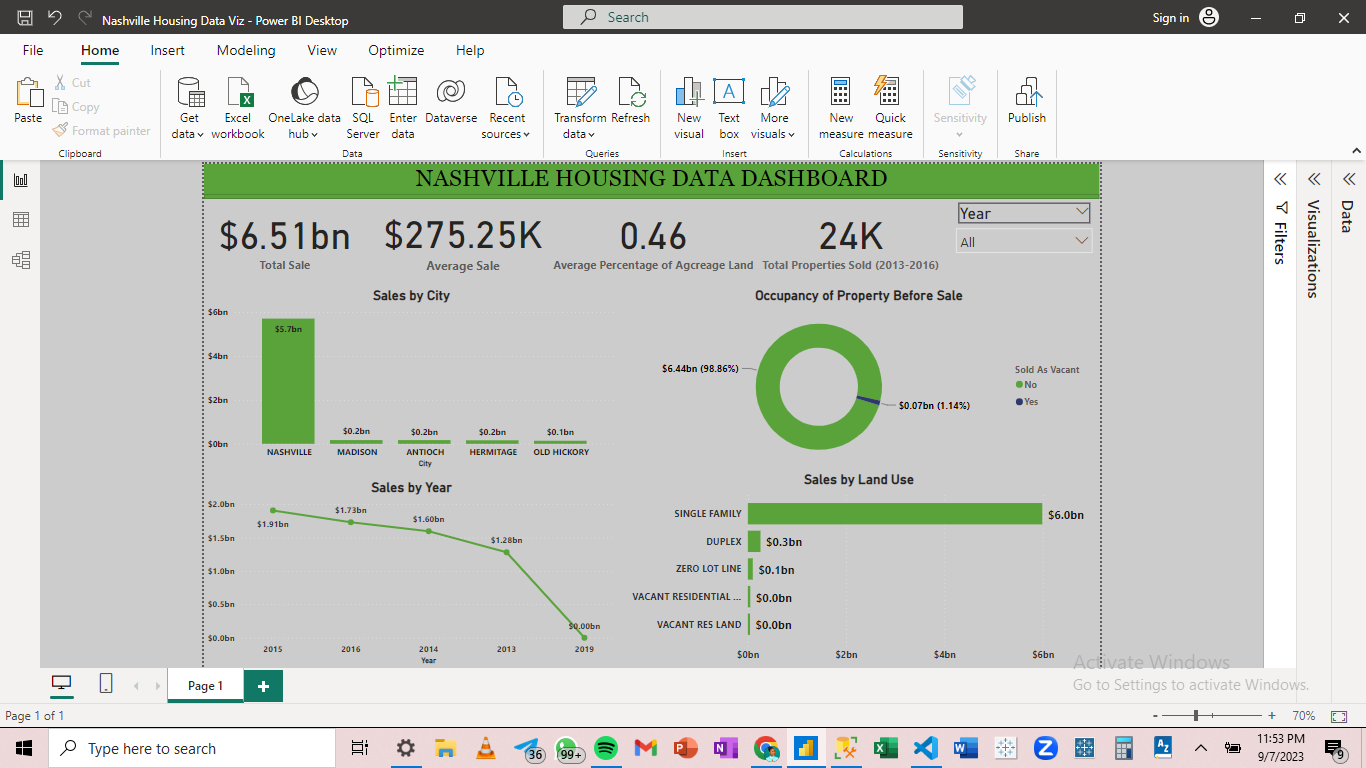 Nashville Housing Data Viz - Power BI Desktop
Search
Sign in
File Home Insert Modeling View Optimize Help
Paste
Cut
Copy
Format painter
Clipboard
Get data
Excel workbook
OneLake data hub
SQL Server
Enter data
Dataverse
Recent sources
Data
Transform data
Refresh
Queries
New visual
Text box
More visuals
Insert
New measure
Quick measure
Calculations
Sensitivity
Sensitivity
Publish
Share
NASHVILLE HOUSING DATA DASHBOARD
$6.51bn
Total Sale
$275.25K
Average Sale
0.46
Average Percentage of Agcreage Land
24K
Total Properties Sold (2013-2016)
Year
All
Filters
Visualizations
Data
Sales by City
$6bn
$4bn
$2bn
$0bn
$5.7bn
$0.2bn
$0.2bn
$0.2bn
$0.1bn
NASHVILLE MADISON ANTIOCH HERMITAGE OLD HICKORY
City
Occupancy of Property Before Sale
$6.44bn (98.86%)
$0.07bn (1.14%)
Sold As Vacant
No
Yes
Sales by Year
$2.0bn
$1.5bn
$1.0bn
$0.5bn
$0.0bn
$1.91bn
$1.73bn
$1.60bn
$1.28bn
$0.00bn
2015 2016 2014 2013 2019
Year
Sales by Land Use
SINGLE FAMILY $6.0bn
DUPLEX $0.3bn
ZERO LOT LINE $0.1bn
VACANT RESIDENTIAL ... $0.0bn
VACANT RES LAND $0.0bn
$0bn $2bn $4bn $6bn
Activate Windows
Go to Settings to activate Windows.
Page 1
+
Page 1 of 1
- + 70%
Type here to search
36
99+
11:53 PM
9/7/2023
9